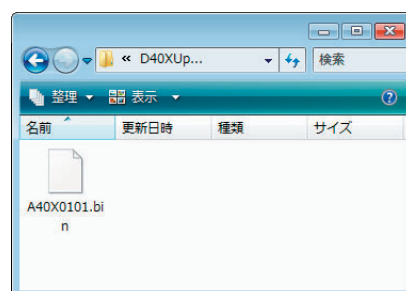 « D40XUp...
検索
整理 表示
名前 更新日時 種類 サイズ
A40X0101.bi
n